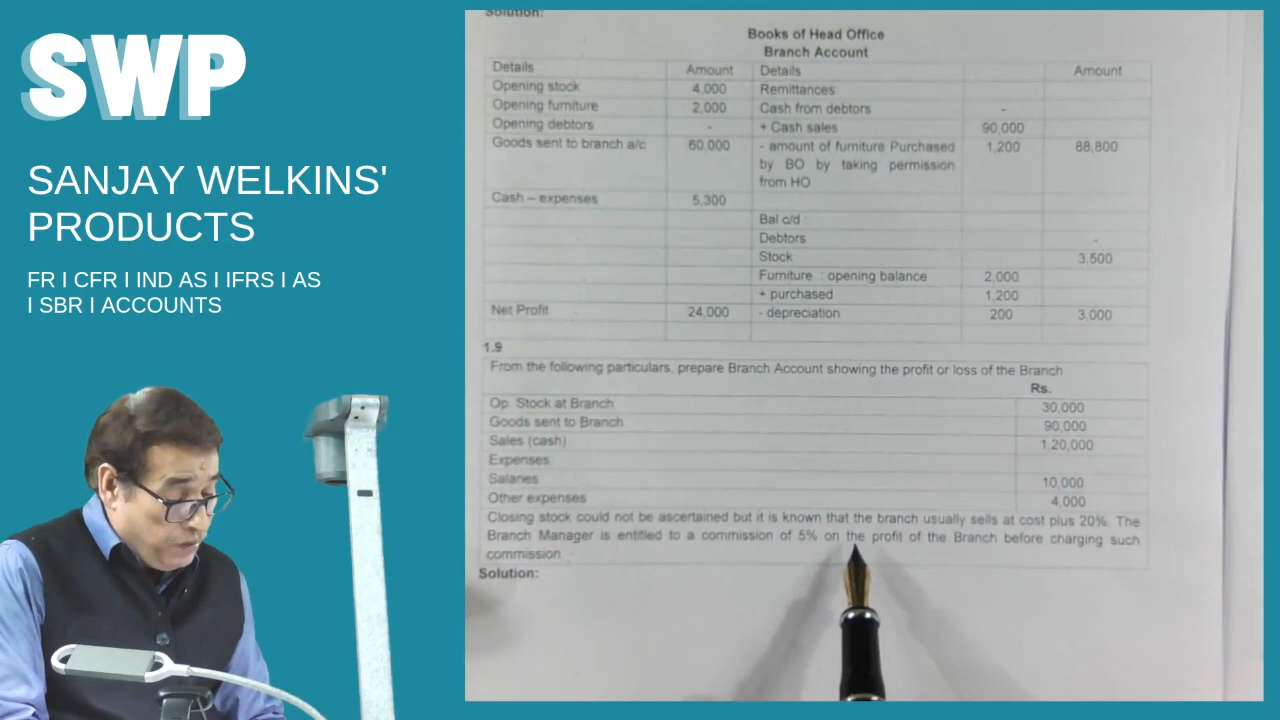 SWP
SANJAY WELKINS'
PRODUCTS
FR I CFR I IND AS I IFRS I AS
I SBR I ACCOUNTS
Solution:
Books of Head Office
Branch Account
Details Amount Details Amount
Opening stock 4,000 Remittances
Opening furniture 2,000 Cash from debtors -
Opening debtors - + Cash sales 90,000
Goods sent to branch a/c 60,000 - amount of furniture Purchased 1,200 88,800
by BO by taking permission
from HO
Cash – expenses 5,300
Bal c/d :
Debtors -
Stock 3,500
Furniture : opening balance 2,000
+ purchased 1,200
Net Profit 24,000 - depreciation 200 3,000
1.9
From the following particulars, prepare Branch Account showing the profit or loss of the Branch
Rs.
Op. Stock at Branch 30,000
Goods sent to Branch 90,000
Sales (cash) 1,20,000
Expenses
Salaries 10,000
Other expenses 4,000
Closing stock could not be ascertained but it is known that the branch usually sells at cost plus 20%. The
Branch Manager is entitled to a commission of 5% on the profit of the Branch before charging such
commission
Solution: